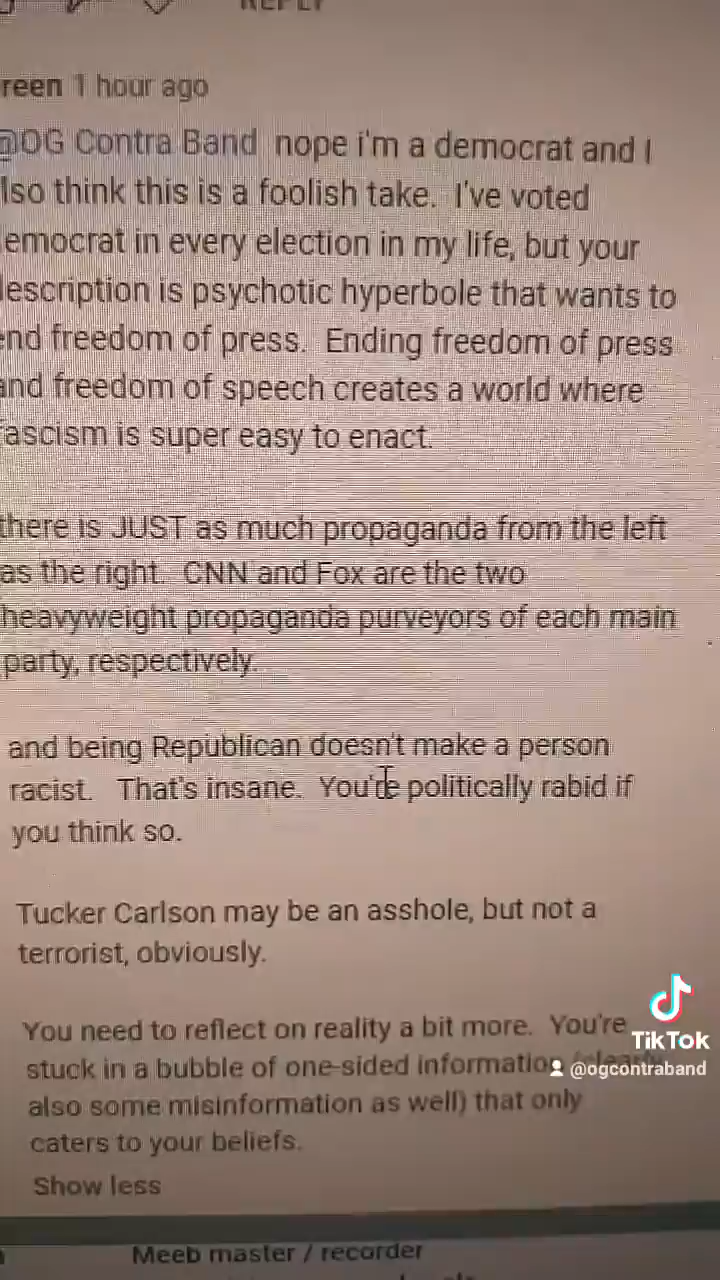 REPLY
reen 1 hour ago
@OG Contra Band nope i'm a democrat and I
lso think this is a foolish take. I've voted
emocrat in every election in my life, but your
escription is psychotic hyperbole that wants to
end freedom of press. Ending freedom of press
and freedom of speech creates a world where
fascism is super easy to enact.
there is JUST as much propaganda from the left
as the right. CNN and Fox are the two
heavyweight propaganda purveyors of each main
party, respectively.
and being Republican doesn't make a person
racist. That's insane. You're politically rabid if
you think so.
Tucker Carlson may be an asshole, but not a
terrorist, obviously.
You need to reflect on reality a bit more. You're
stuck in a bubble of one-sided information (clearly
also some misinformation as well) that only
caters to your beliefs.
Show less
Meeb master / recorder
TikTok
@ogcontraband